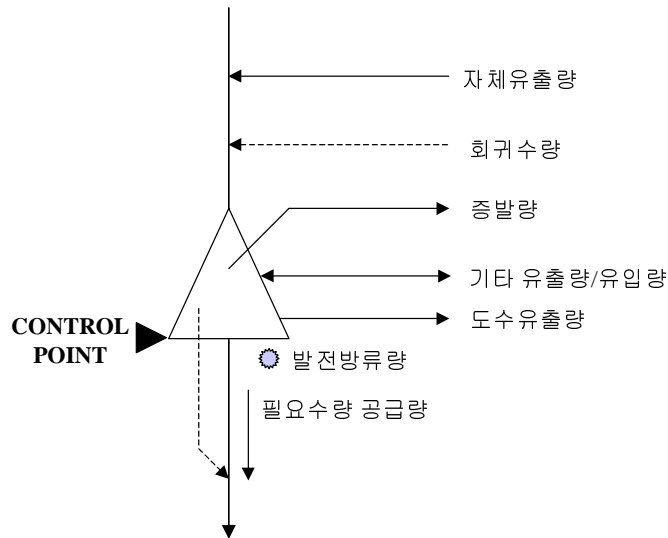 자체유출량
회귀수량
증발량
기타 유출량/유입량
도수유출량
CONTROL
POINT
발전방류량
필요수량 공급량